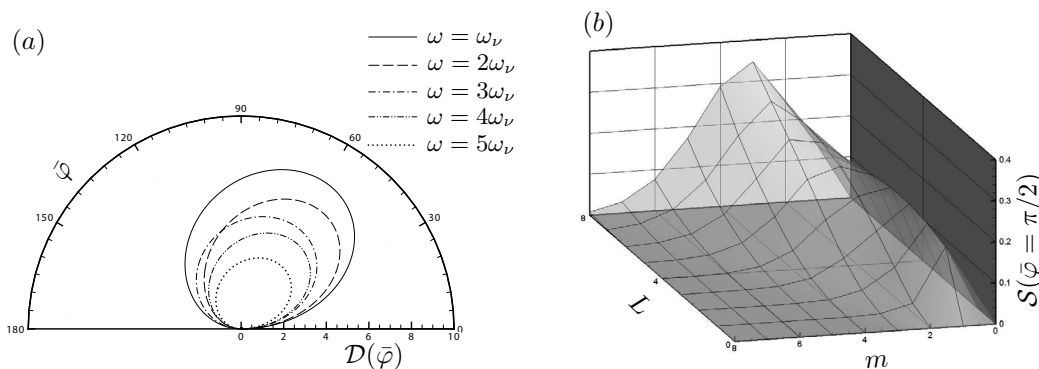 (a)
ω = ω_ν
ω = 2ω_ν
ω = 3ω_ν
ω = 4ω_ν
ω = 5ω_ν
90
120
60
φ̄
150
30
180
0
0 2 4 6 8 10
𝒟(φ̄)
(b)
0.4
0.3
0.2
0.1
0
𝒮(φ̄ = π/2)
8
4
0
L
8 6 4 2 0
m